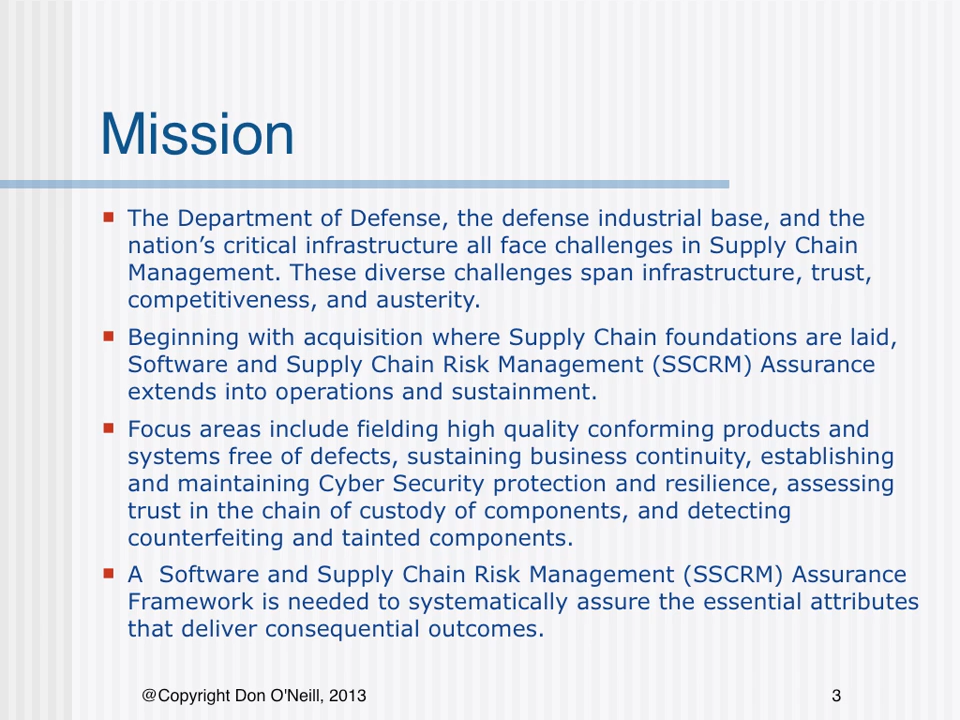 Mission
The Department of Defense, the defense industrial base, and the
nation’s critical infrastructure all face challenges in Supply Chain
Management. These diverse challenges span infrastructure, trust,
competitiveness, and austerity.
Beginning with acquisition where Supply Chain foundations are laid,
Software and Supply Chain Risk Management (SSCRM) Assurance
extends into operations and sustainment.
Focus areas include fielding high quality conforming products and
systems free of defects, sustaining business continuity, establishing
and maintaining Cyber Security protection and resilience, assessing
trust in the chain of custody of components, and detecting
counterfeiting and tainted components.
A  Software and Supply Chain Risk Management (SSCRM) Assurance
Framework is needed to systematically assure the essential attributes
that deliver consequential outcomes.
@Copyright Don O'Neill, 2013 3